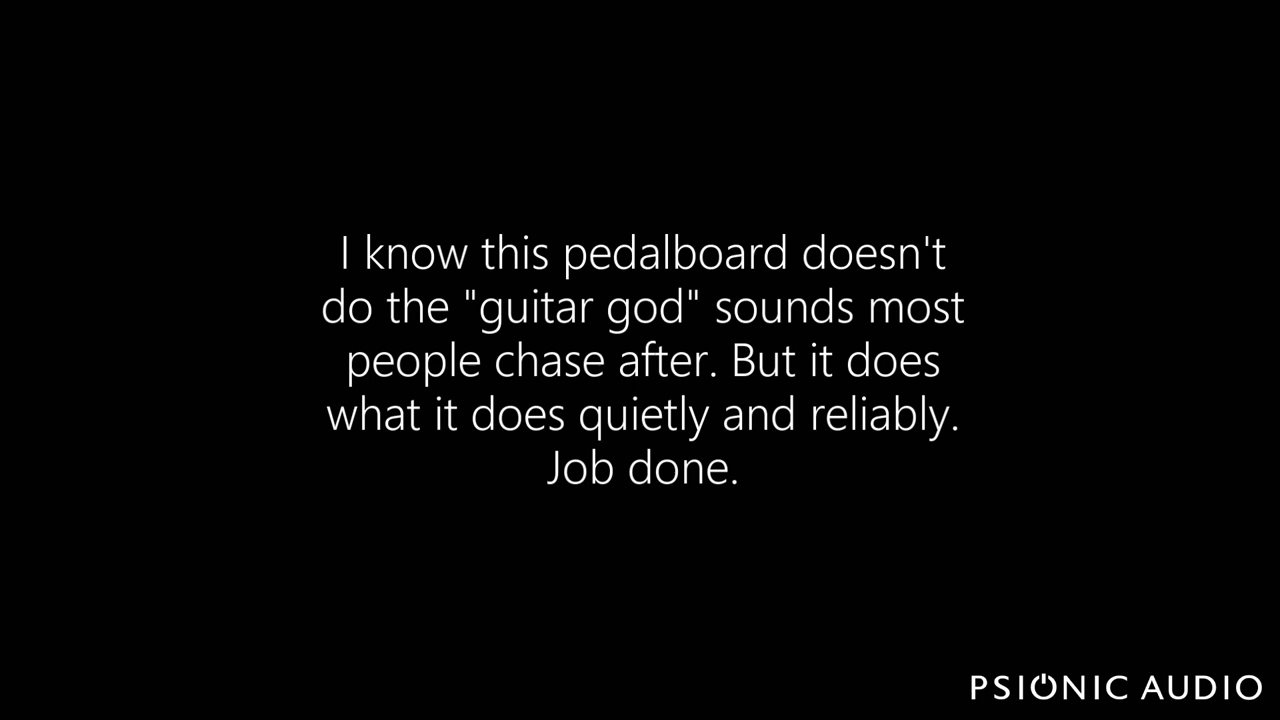 I know this pedalboard doesn't
do the "guitar god" sounds most
people chase after. But it does
what it does quietly and reliably.
Job done.
PSIONIC AUDIO